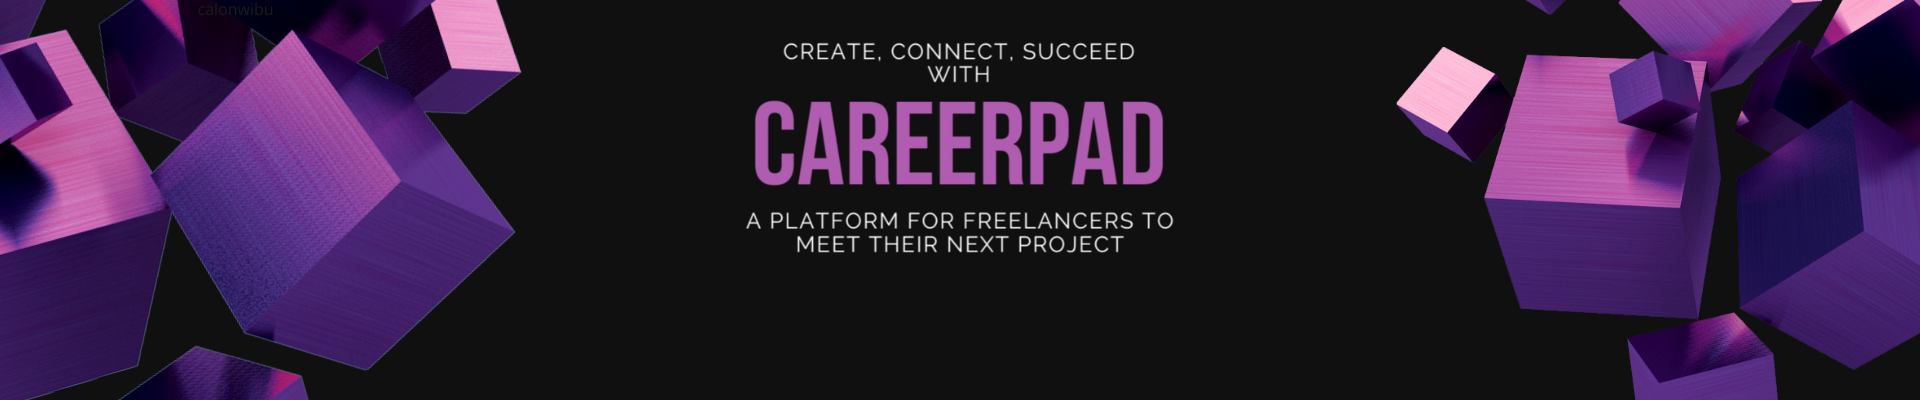 calonwibu
CREATE, CONNECT, SUCCEED
WITH
CAREERPAD
A PLATFORM FOR FREELANCERS TO
MEET THEIR NEXT PROJECT